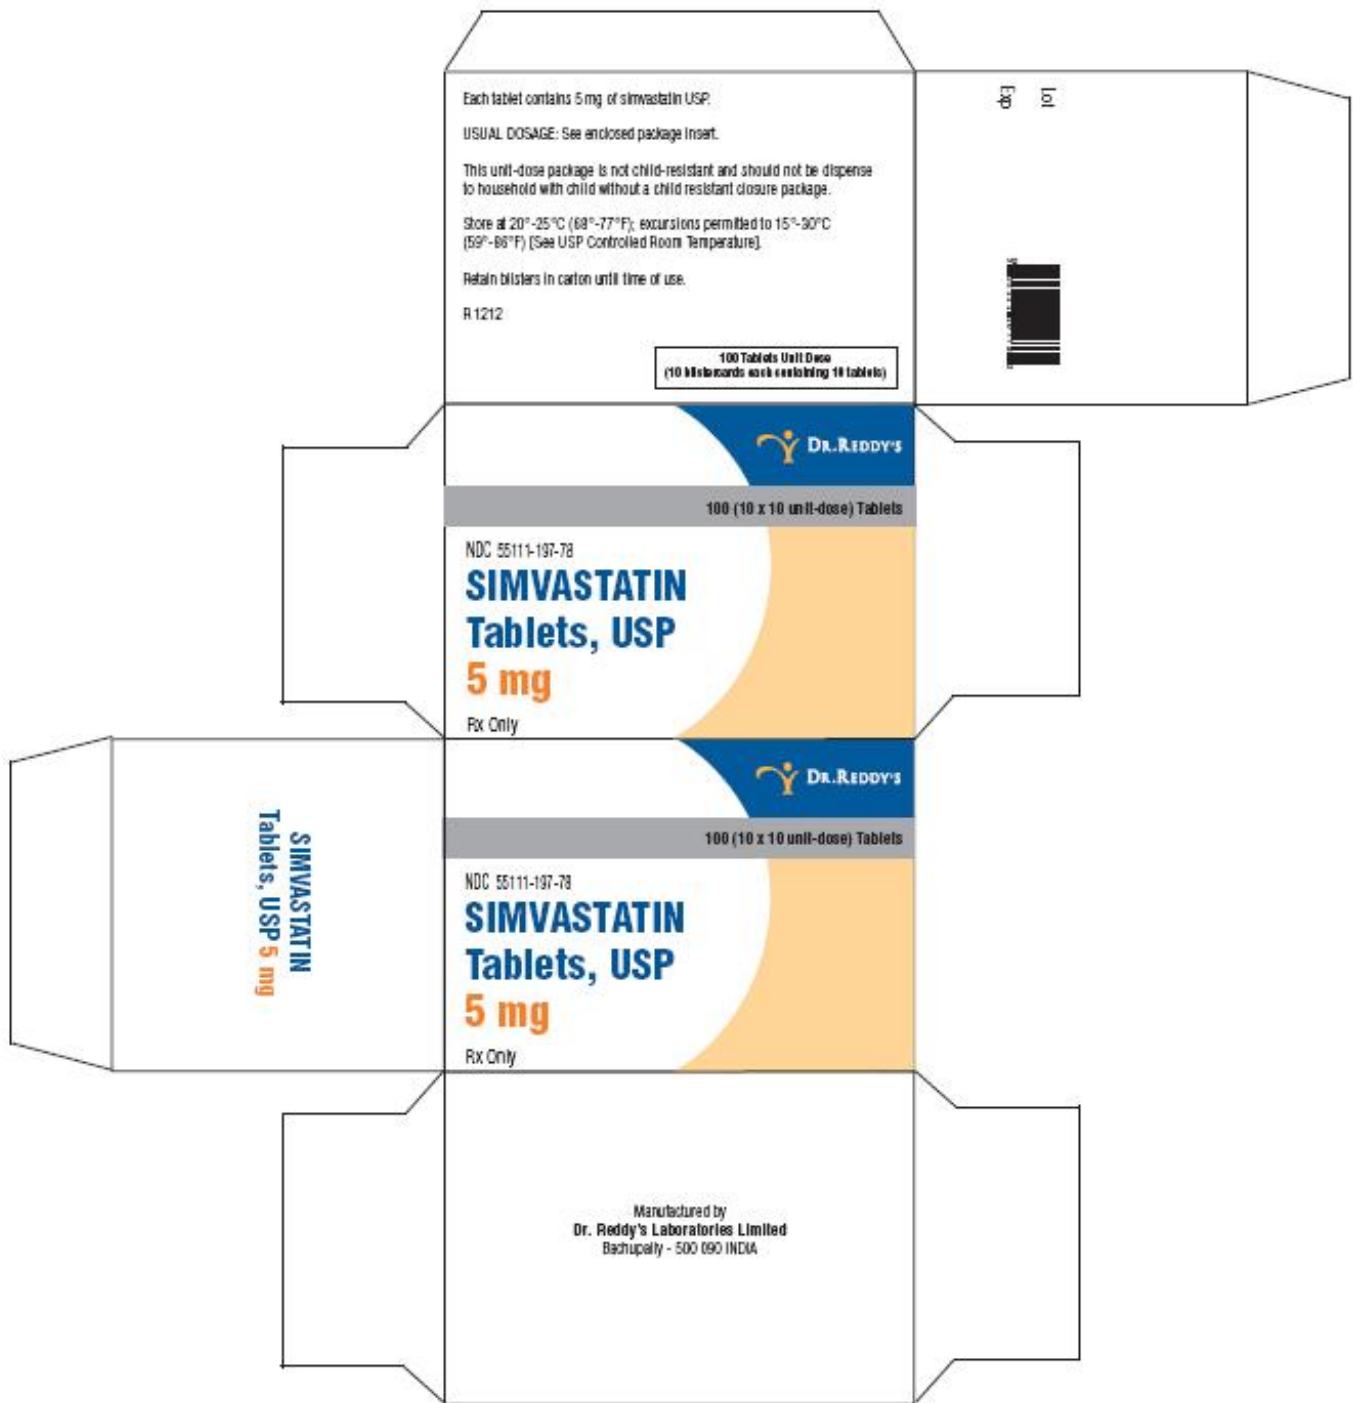 Each tablet contains 5 mg of simvastatin USP.
USUAL DOSAGE: See enclosed package insert.
This unit-dose package is not child-resistant and should not be dispense
to household with child without a child resistant closure package.
Store at 20°-25°C (68°-77°F); excursions permitted to 15°-30°C
(59°-86°F) [See USP Controlled Room Temperature].
Retain blisters in carton until time of use.
R 1212
100 Tablets Unit Dose
(10 blistercards each containing 10 tablets)
Lot
Exp
DR.REDDY'S
100 (10 x 10 unit-dose) Tablets
NDC 55111-197-78
SIMVASTATIN
Tablets, USP
5 mg
Rx Only
SIMVASTATIN
Tablets, USP 5 mg
DR.REDDY'S
100 (10 x 10 unit-dose) Tablets
NDC 55111-197-78
SIMVASTATIN
Tablets, USP
5 mg
Rx Only
Manufactured by
Dr. Reddy's Laboratories Limited
Bachupally - 500 090 INDIA